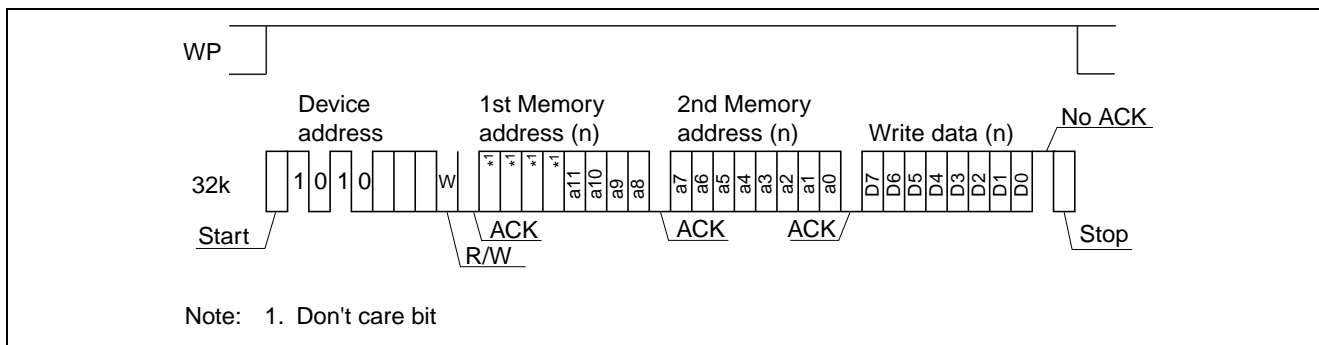 WP
Device
address
1st Memory
address (n)
2nd Memory
address (n)
Write data (n)
No ACK
32k
1 0 1 0 W *1 *1 *1 *1 a11 a10 a9 a8 a7 a6 a5 a4 a3 a2 a1 a0 D7 D6 D5 D4 D3 D2 D1 D0
Start
R/W
ACK
ACK
ACK
Stop
Note: 1. Don't care bit